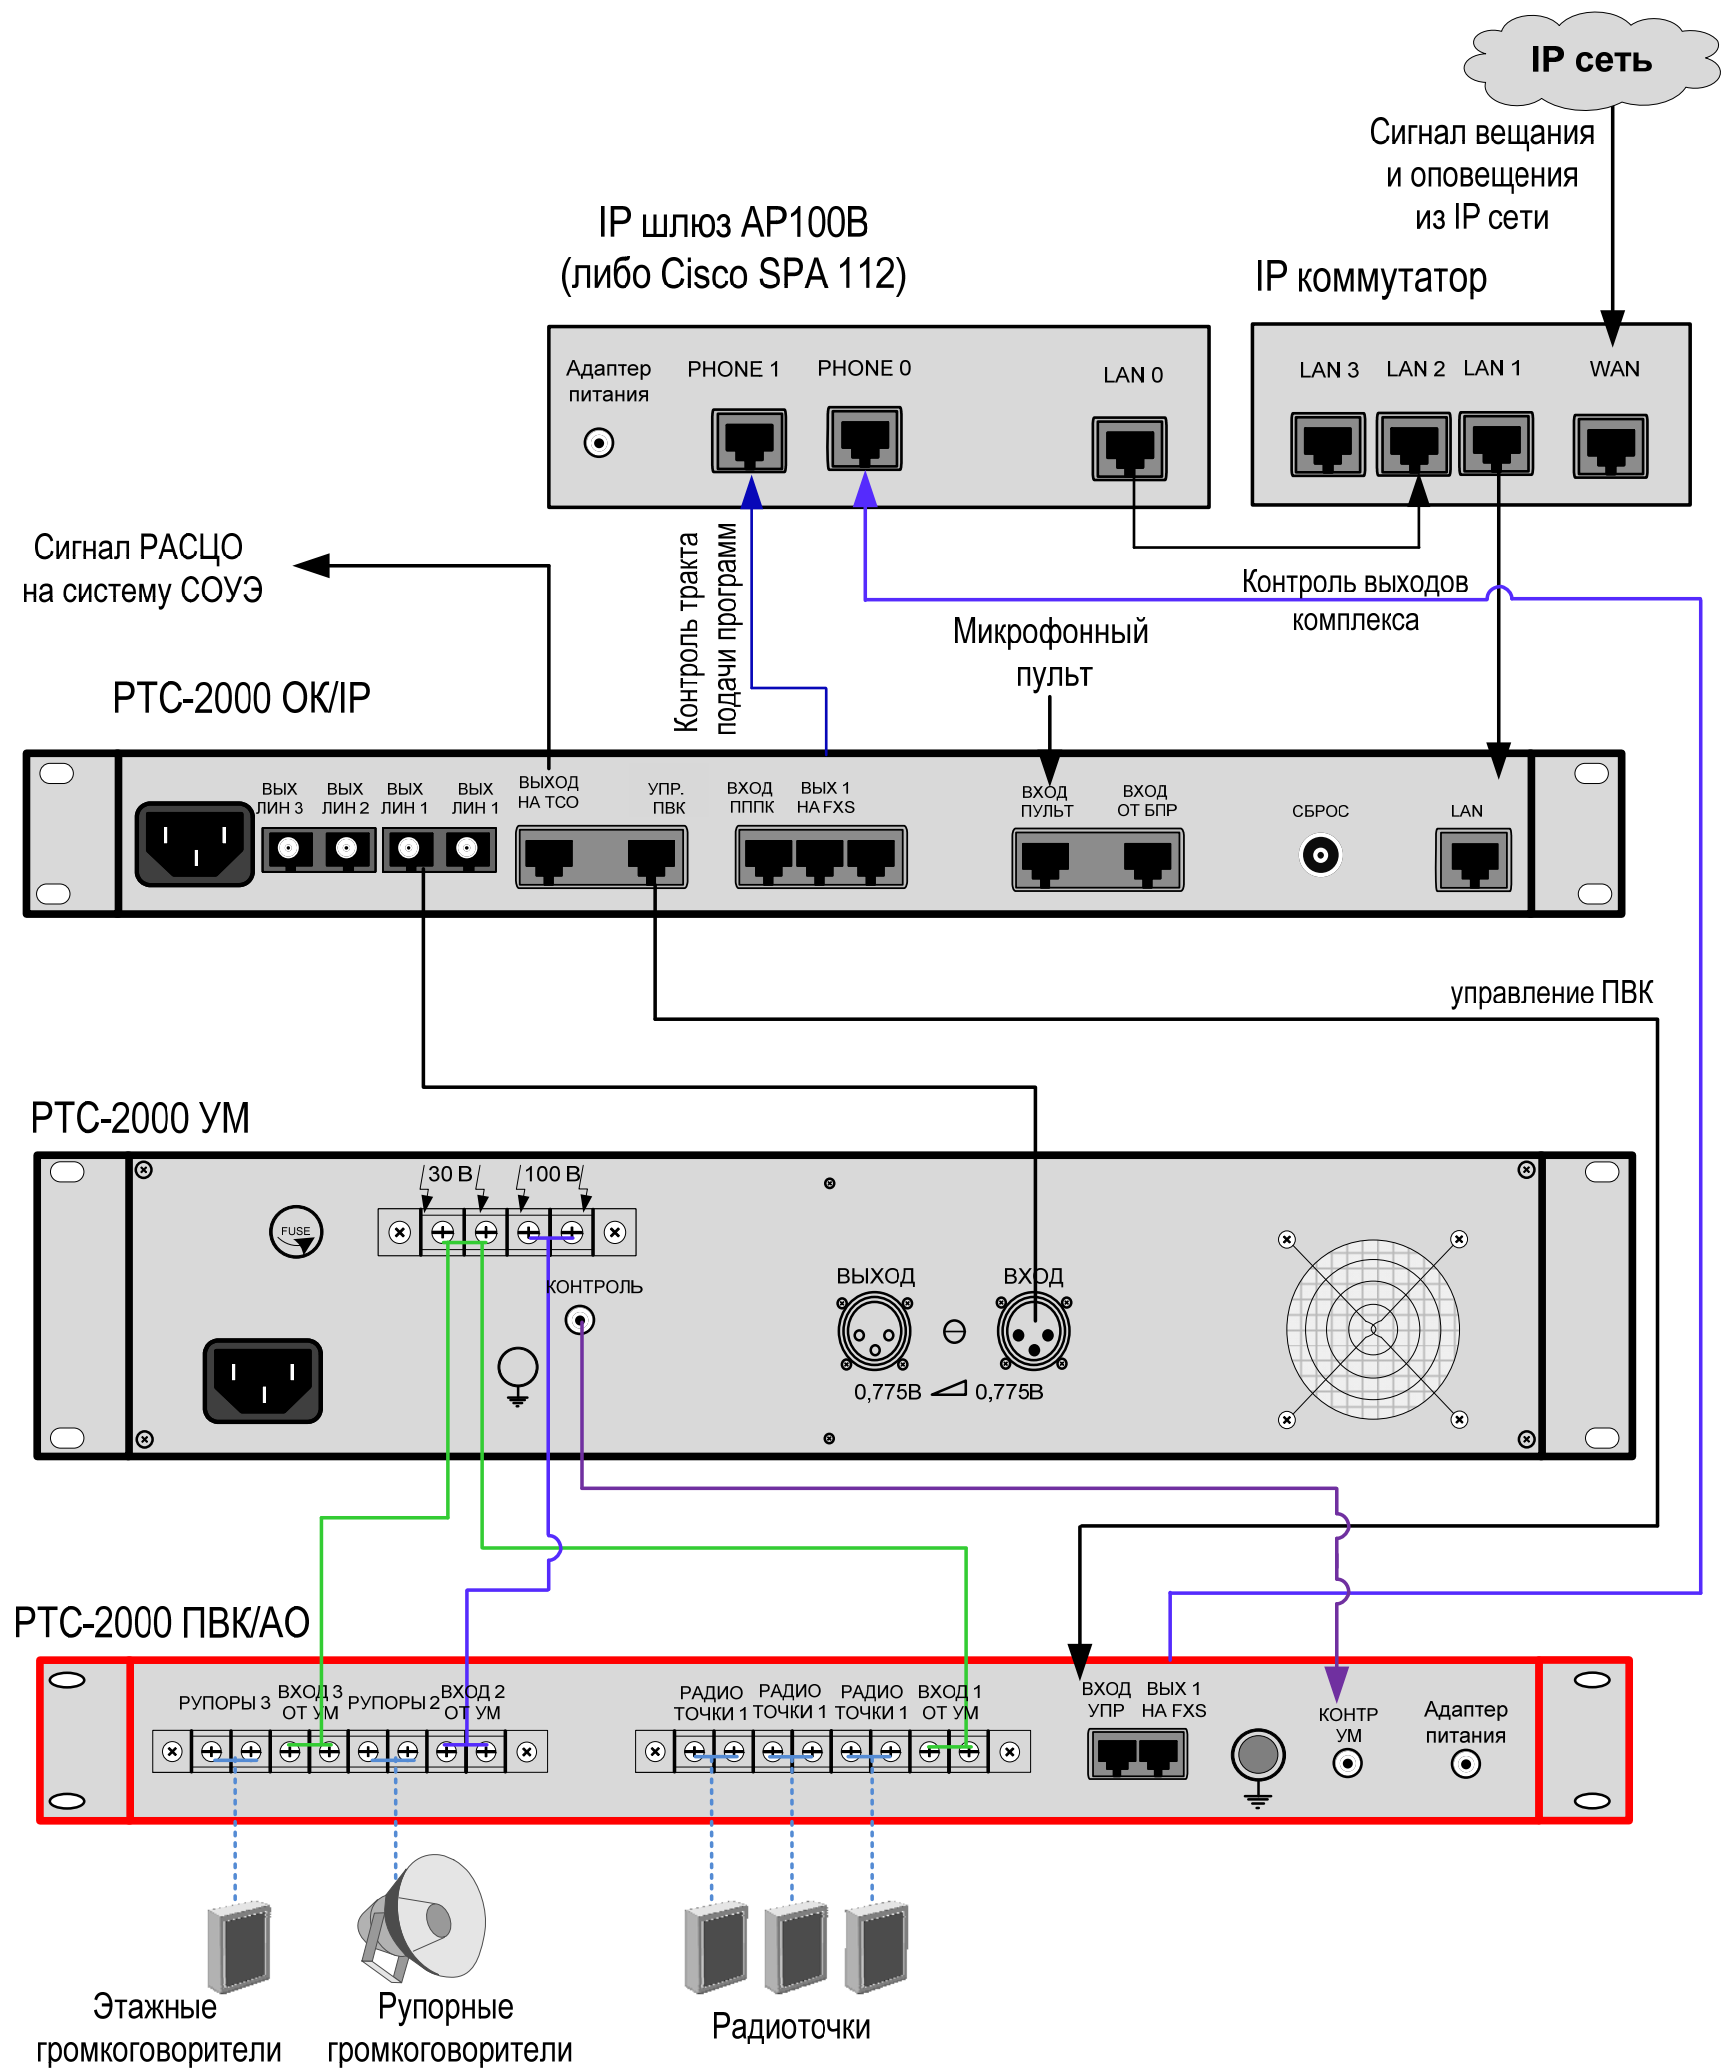 IP сеть
Сигнал вещания
и оповещения
из IP сети
IP шлюз АР100В
(либо Cisco SPA 112)
IP коммутатор
Адаптер
питания
PHONE 1
PHONE 0
LAN 0
LAN 3
LAN 2
LAN 1
WAN
Сигнал РАСЦО
на систему СОУЭ
Контроль тракта
подачи программ
Контроль выходов
комплекса
Микрофонный
пульт
РТС-2000 ОК/IP
ВЫХ
ЛИН 3
ВЫХ
ЛИН 2
ВЫХ
ЛИН 1
ВЫХ
ЛИН 1
ВЫХОД
НА ТСО
УПР.
ПВК
ВХОД
ПППК
ВЫХ 1
НА FXS
ВХОД
ПУЛЬТ
ВХОД
ОТ БПР
СБРОС
LAN
управление ПВК
РТС-2000 УМ
30 В
100 В
FUSE
КОНТРОЛЬ
ВЫХОД
ВХОД
0,775В
0,775В
РТС-2000 ПВК/АО
РУПОРЫ 3
ВХОД 3
ОТ УМ
РУПОРЫ 2
ВХОД 2
ОТ УМ
РАДИО
ТОЧКИ 1
РАДИО
ТОЧКИ 1
РАДИО
ТОЧКИ 1
ВХОД 1
ОТ УМ
ВХОД
УПР
ВЫХ 1
НА FXS
КОНТР
УМ
Адаптер
питания
Этажные
громкоговорители
Рупорные
громкоговорители
Радиоточки